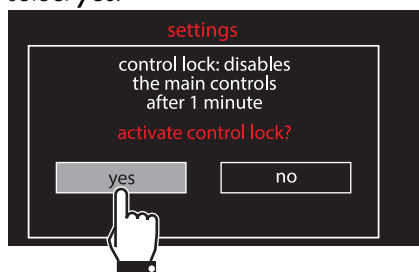 settings
control lock: disables
the main controls
after 1 minute
activate control lock?
yes
no